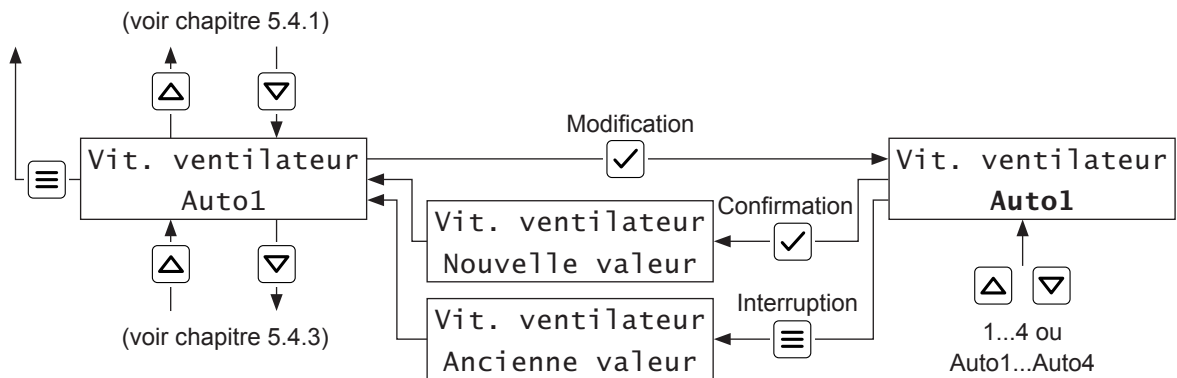 (voir chapitre 5.4.1)
Modification
Vit. ventilateur
Auto1
Vit. ventilateur
Auto1
Confirmation
Vit. ventilateur
Nouvelle valeur
Interruption
Vit. ventilateur
Ancienne valeur
(voir chapitre 5.4.3)
1...4 ou
Auto1...Auto4